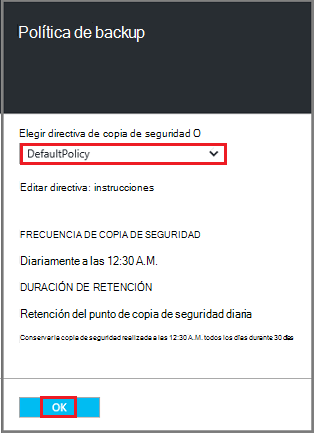 Política de backup
Elegir directiva de copia de seguridad O
DefaultPolicy
Editar directiva: instrucciones
FRECUENCIA DE COPIA DE SEGURIDAD
Diariamente a las 12:30 A.M.
DURACIÓN DE RETENCIÓN
Retención del punto de copia de seguridad diaria
Conservar la copia de seguridad realizada a las 12:30 A.M. todos los días durante 30 días
OK